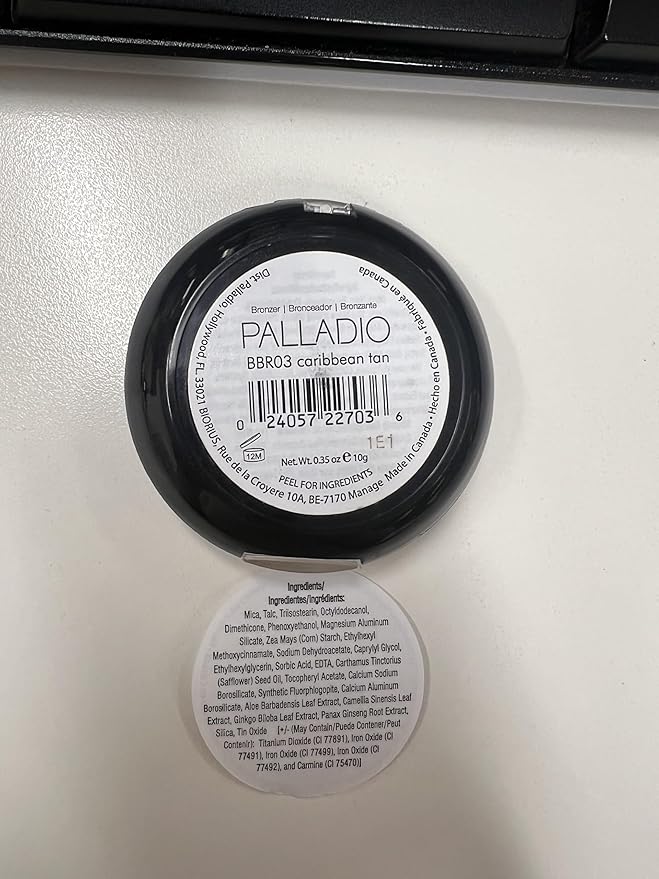 Bronzer | Bronceador | Bronzante
PALLADIO
BBR03 caribbean tan
0 24057 22703 6
1E1
12M
Net. Wt. 0.35 oz e 10g
PEEL FOR INGREDIENTS
Dist. Palladio, Hollywood, FL 33021 BIORIUS, Rue de la Croyere 10A, BE-7170 Manage Made in Canada • Hecho en Canada • Fabriqué en Canada
Ingredients/
Ingredientes/Ingrédients:
Mica, Talc, Triisostearin, Octyldodecanol,
Dimethicone, Phenoxyethanol, Magnesium Aluminum
Silicate, Zea Mays (Corn) Starch, Ethylhexyl
Methoxycinnamate, Sodium Dehydroacetate, Caprylyl Glycol,
Ethylhexylglycerin, Sorbic Acid, EDTA, Carthamus Tinctorius
(Safflower) Seed Oil, Tocopheryl Acetate, Calcium Sodium
Borosilicate, Synthetic Fluorphlogopite, Calcium Aluminum
Borosilicate, Aloe Barbadensis Leaf Extract, Camellia Sinensis Leaf
Extract, Ginkgo Biloba Leaf Extract, Panax Ginseng Root Extract,
Silica, Tin Oxide [+/- (May Contain/Puede Contener/Peut
Contenir): Titanium Dioxide (CI 77891), Iron Oxide (CI
77491), Iron Oxide (CI 77499), Iron Oxide (CI
77492), and Carmine (CI 75470)]